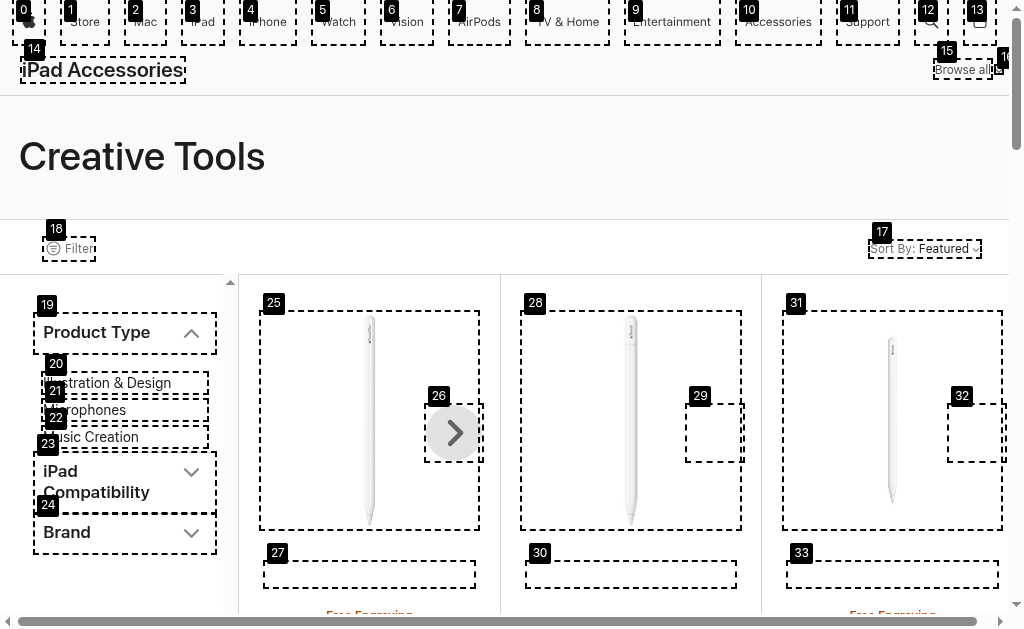 0 1 2 3 4 5 6 7 8 9 10 11 12 13
Store Mac iPad iPhone Watch Vision AirPods TV & Home Entertainment Accessories Support
14 15
iPad Accessories Browse all
Creative Tools
18 17
Filter Sort By: Featured
19 25 28 31
Product Type
20
Illustration & Design
21 26 29 32
Microphones
22
Music Creation
23
iPad
Compatibility
24
Brand
27 30 33
Free Engraving Free Engraving